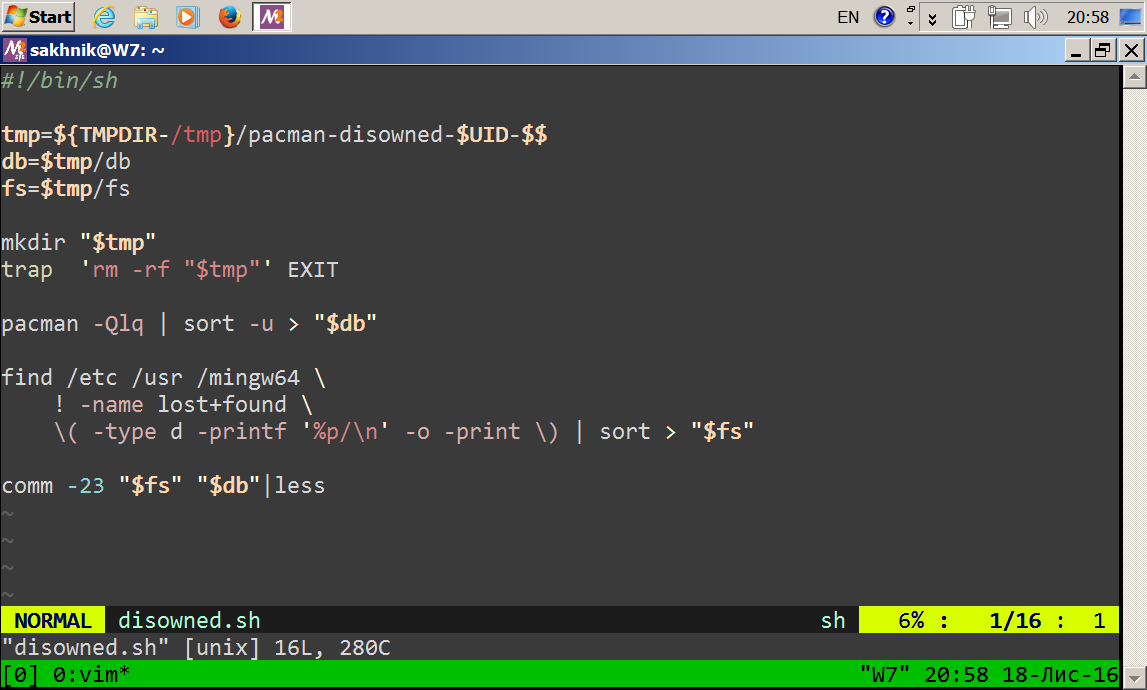 Start EN 20:58
sakhnik@W7: ~
#!/bin/sh
tmp=${TMPDIR-/tmp}/pacman-disowned-$UID-$$
db=$tmp/db
fs=$tmp/fs
mkdir "$tmp"
trap  'rm -rf "$tmp"' EXIT
pacman -Qlq | sort -u > "$db"
find /etc /usr /mingw64 \
    ! -name lost+found \
    \( -type d -printf '%p/\n' -o -print \) | sort > "$fs"
comm -23 "$fs" "$db"|less
~
~
~
~
NORMAL disowned.sh sh 6% : 1/16 : 1
"disowned.sh" [unix] 16L, 280C
[0] 0:vim* "W7" 20:58 18-Лис-16